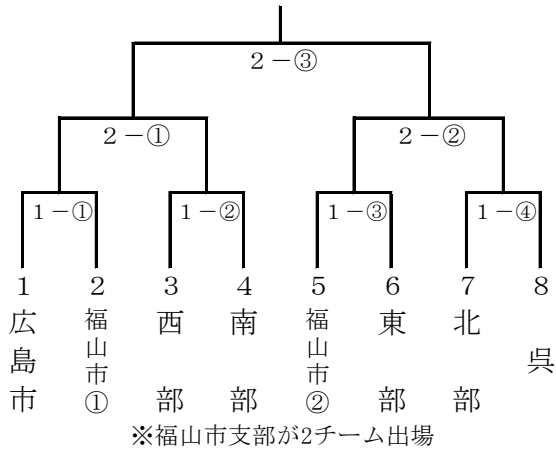 2－③
2－① 2－②
1－① 1－② 1－③ 1－④
1 2 3 4 5 6 7 8
広島市 福山市① 西部 南部 福山市② 東部 北部 呉
※福山市支部が2チーム出場